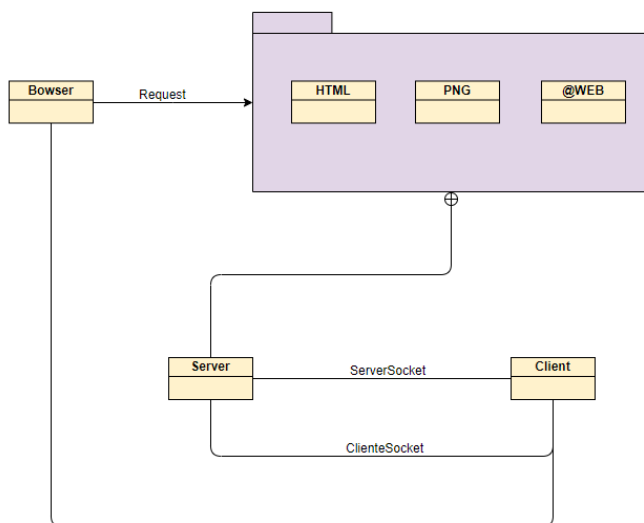 Bowser
Request
HTML
PNG
@WEB
Server
ServerSocket
Client
ClienteSocket